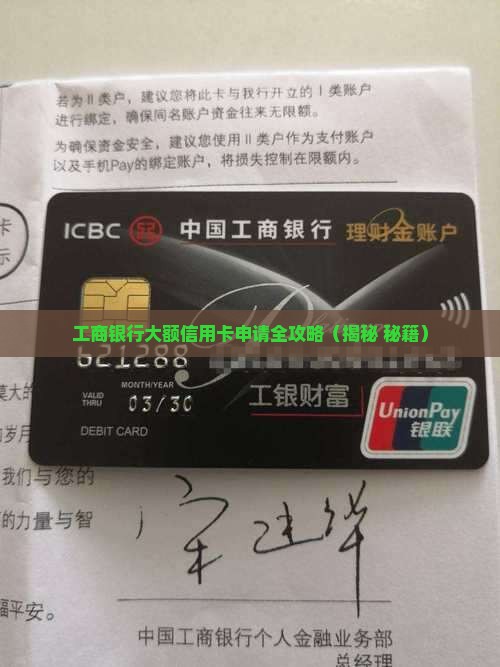 若为Ⅱ类户，建议您将此卡与我行开立的Ⅰ类账户
进行绑定，确保同名账户资金往来无限额。
为确保资金安全，建议您使用Ⅱ类户作为支付账户
以及手机Pay的绑定账户，将损失控制在限额内。
卡
示
ICBC 中国工商银行 理财金账户
工商银行大额信用卡申请全攻略（揭秘 秘籍）
621288
MONTH/YEAR
VALID
THRU
03/30
工银财富
DEBIT CARD
UnionPay
银联
莫大的
岁月
我们与您的
的力量与智
福平安。
中国工商银行个人金融业务部
总经理